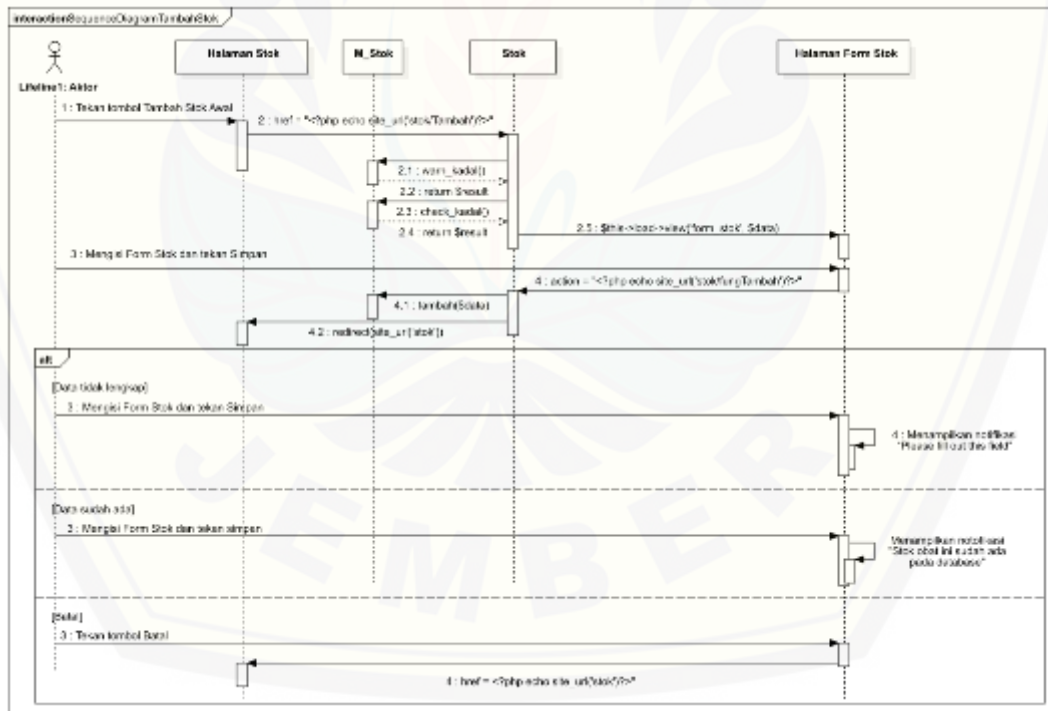 interactionSequenceDiagramTambahStok
Halaman Stok
M_Stok
Stok
Halaman Form Stok
Lifeline1: Aktor
1 : Tekan tombol Tambah Stok Awal
2 : href = "<?php echo site_url('stok/Tambah')?>"
2.1 : warn_kadal()
2.2 : return $result
2.3 : check_kadal()
2.4 : return $result
2.5 : $this->load->view('form_stok', $data)
3 : Mengisi Form Stok dan tekan Simpan
4 : action = "<?php echo site_url('stok/fungTambah')?>"
4.1 : tambah($data)
4.2 : redirect(site_url('stok'))
alt
[Data tidak lengkap]
3 : Mengisi Form Stok dan tekan Simpan
4 : Menampilkan notifikasi
"Please fill out this field"
[Data sudah ada]
3 : Mengisi Form Stok dan tekan simpan
Menampilkan
"Stok obat ini sudah ada
pada database"
[Batal]
3 : Tekan tombol Batal
4 : href = <?php echo site_url('stok')?>"
JEMBER